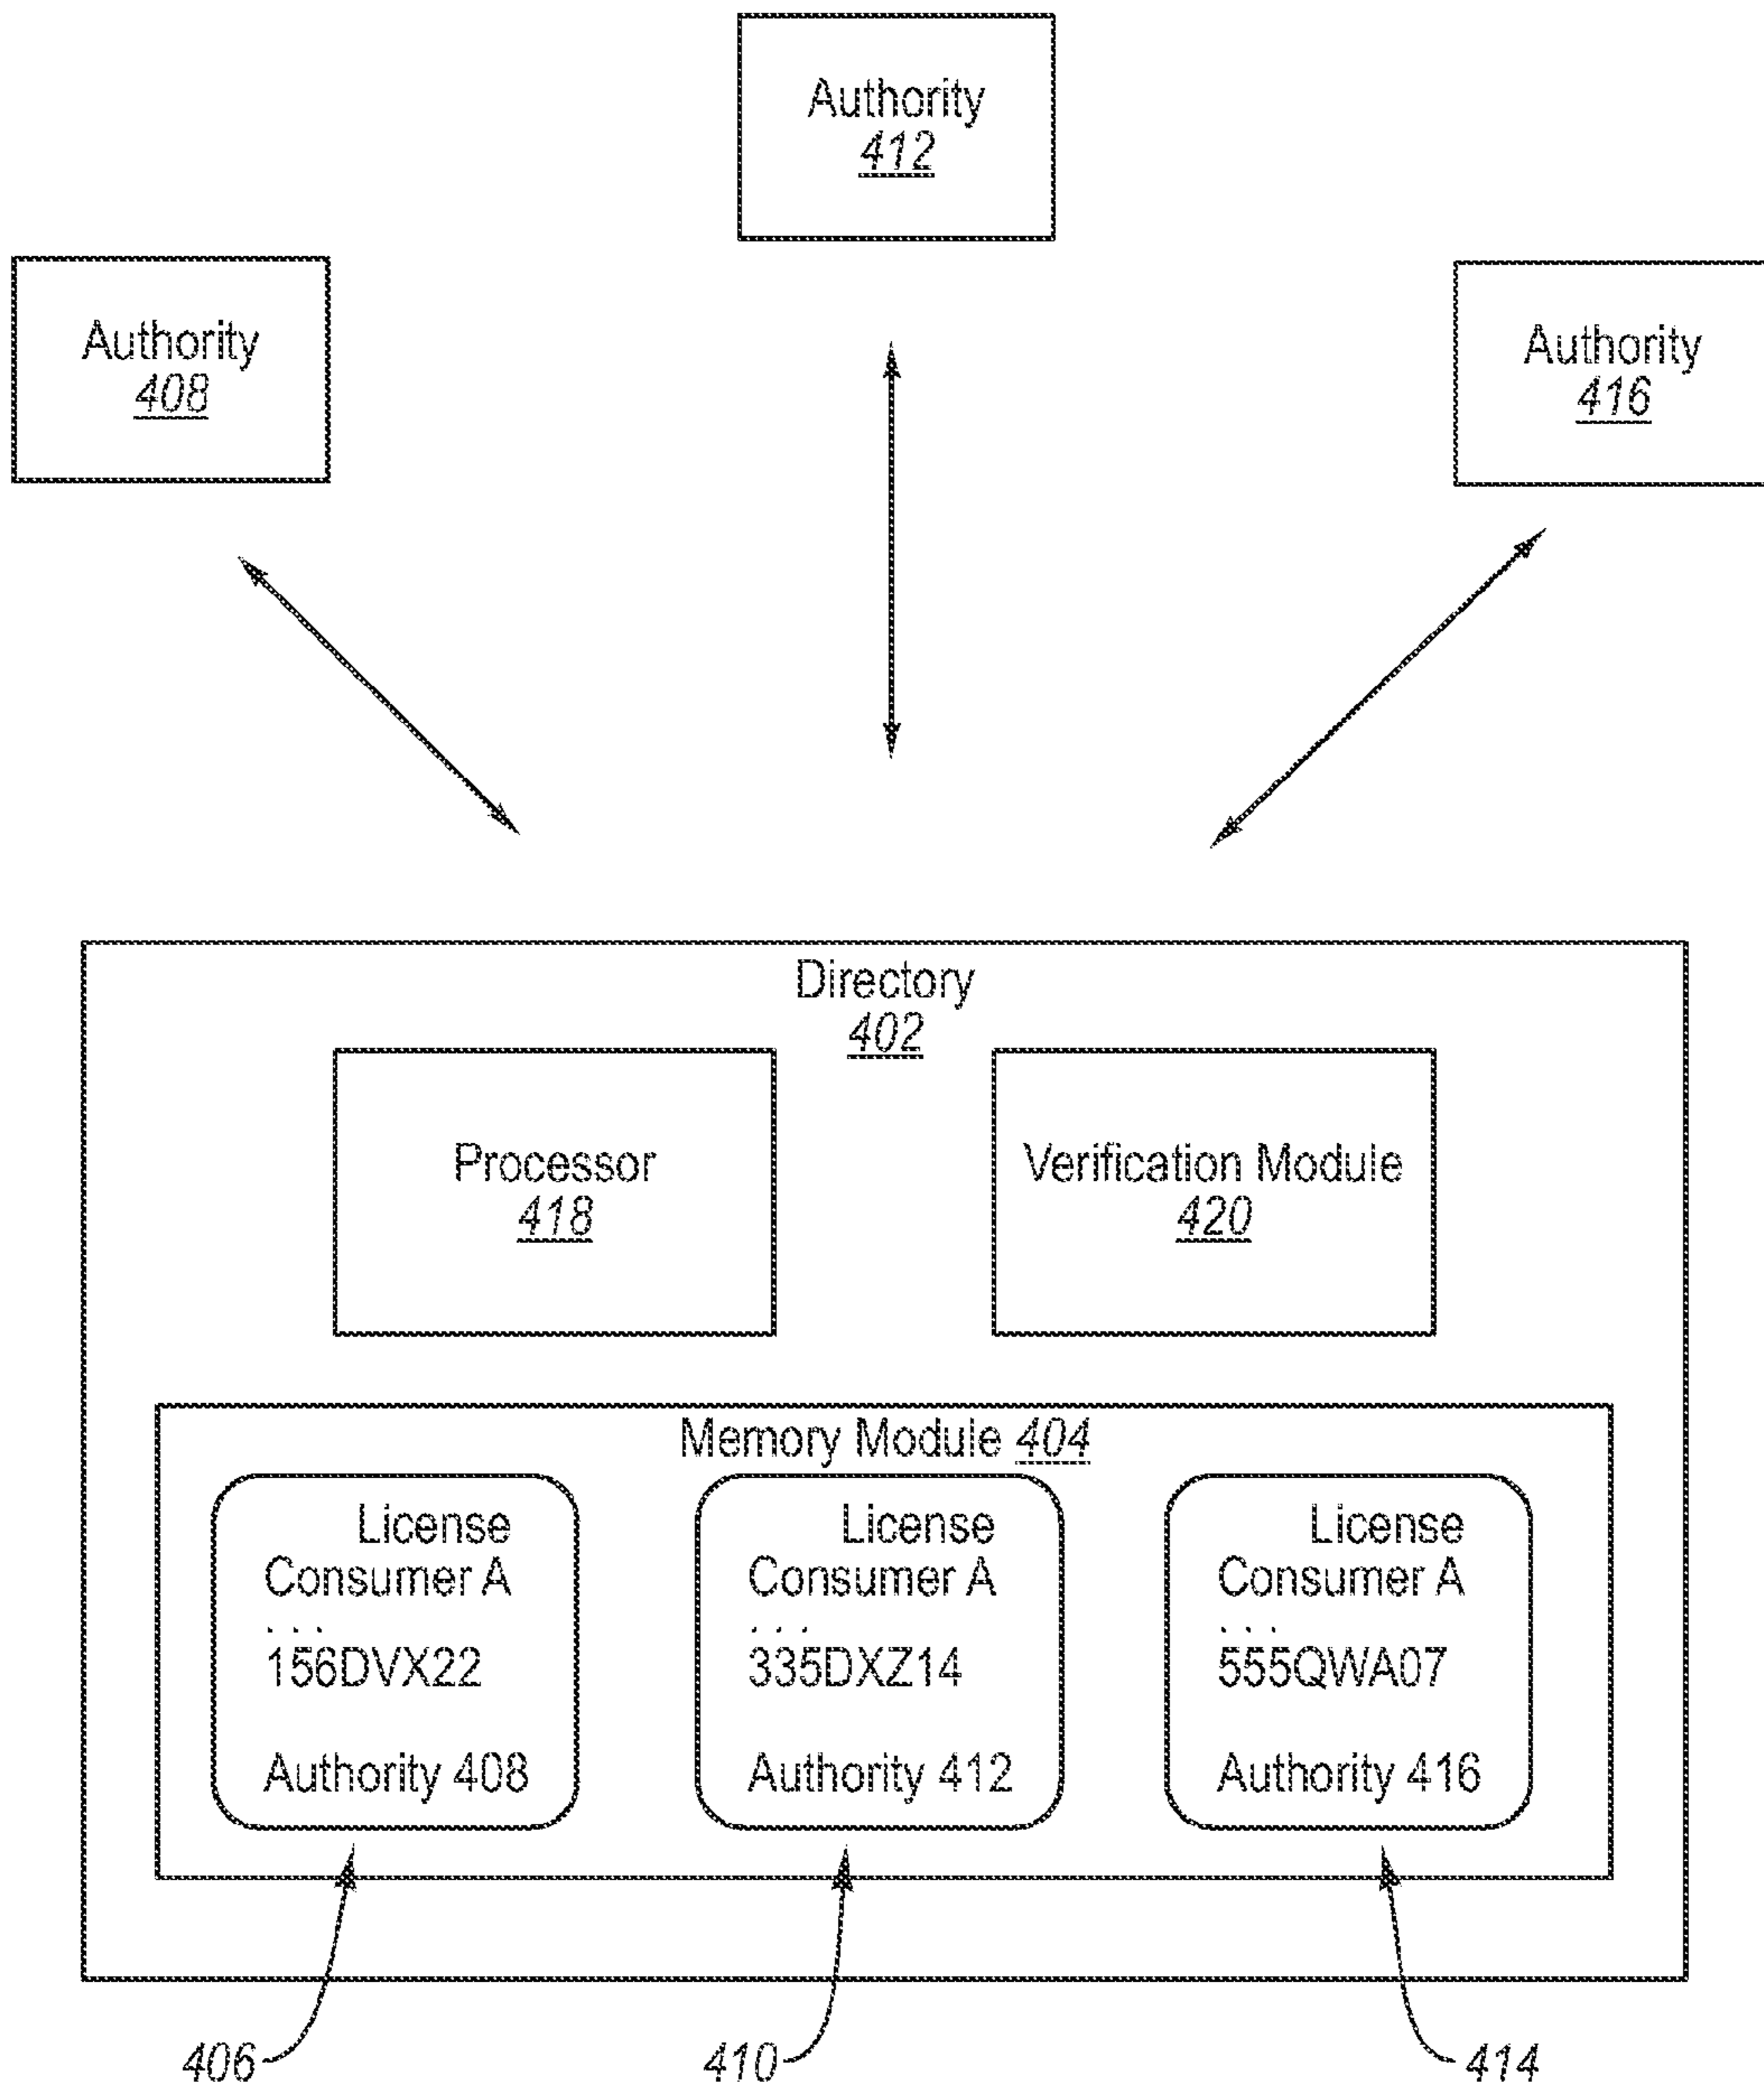 Authority
412
Authority
408
Authority
416
Directory
402
Processor
418
Verification Module
420
Memory Module 404
License
Consumer A
. . .
156DVX22
Authority 408
License
Consumer A
. . .
335DXZ14
Authority 412
License
Consumer A
. . .
555QWA07
Authority 416
406
410
414